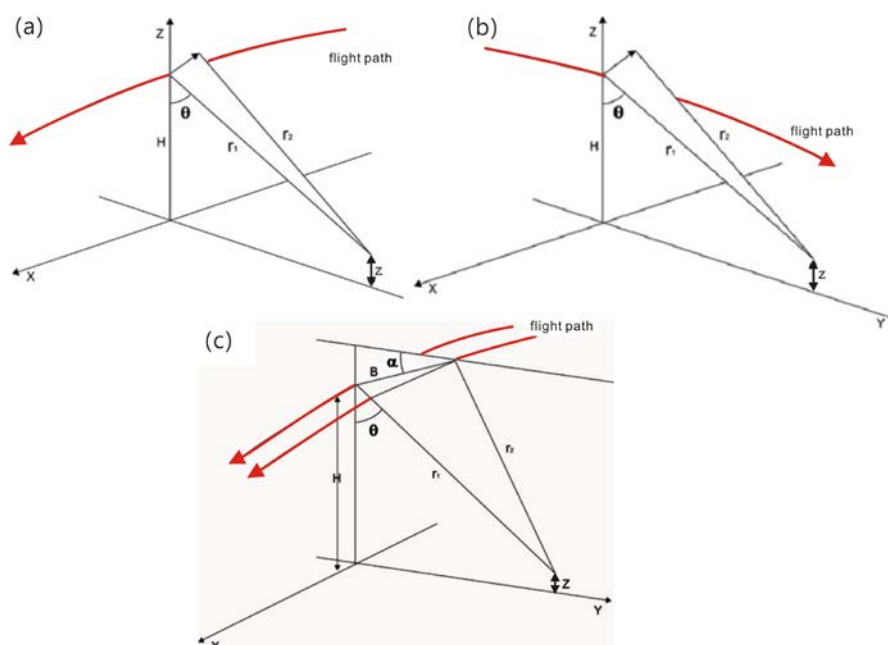 (a)
Z
flight path
θ
H
r₁
r₂
X
Z
(b)
Z
θ
H
r₁
r₂
flight path
X
Z
Y
(c)
flight path
α
B
θ
H
r₁
r₂
Z
Y